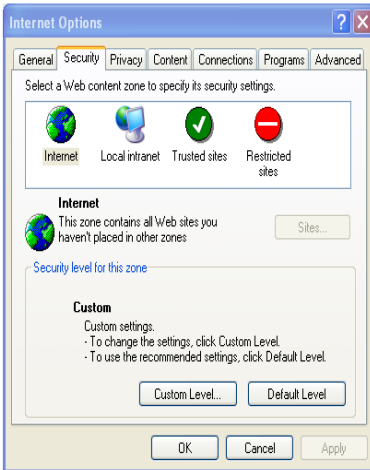 Internet Options
General Security Privacy Content Connections Programs Advanced
Select a Web content zone to specify its security settings.
Internet Local intranet Trusted sites Restricted
sites
Internet
This zone contains all Web sites you
haven't placed in other zones
Sites...
Security level for this zone
Custom
Custom settings.
- To change the settings, click Custom Level.
- To use the recommended settings, click Default Level.
Custom Level... Default Level
OK Cancel Apply